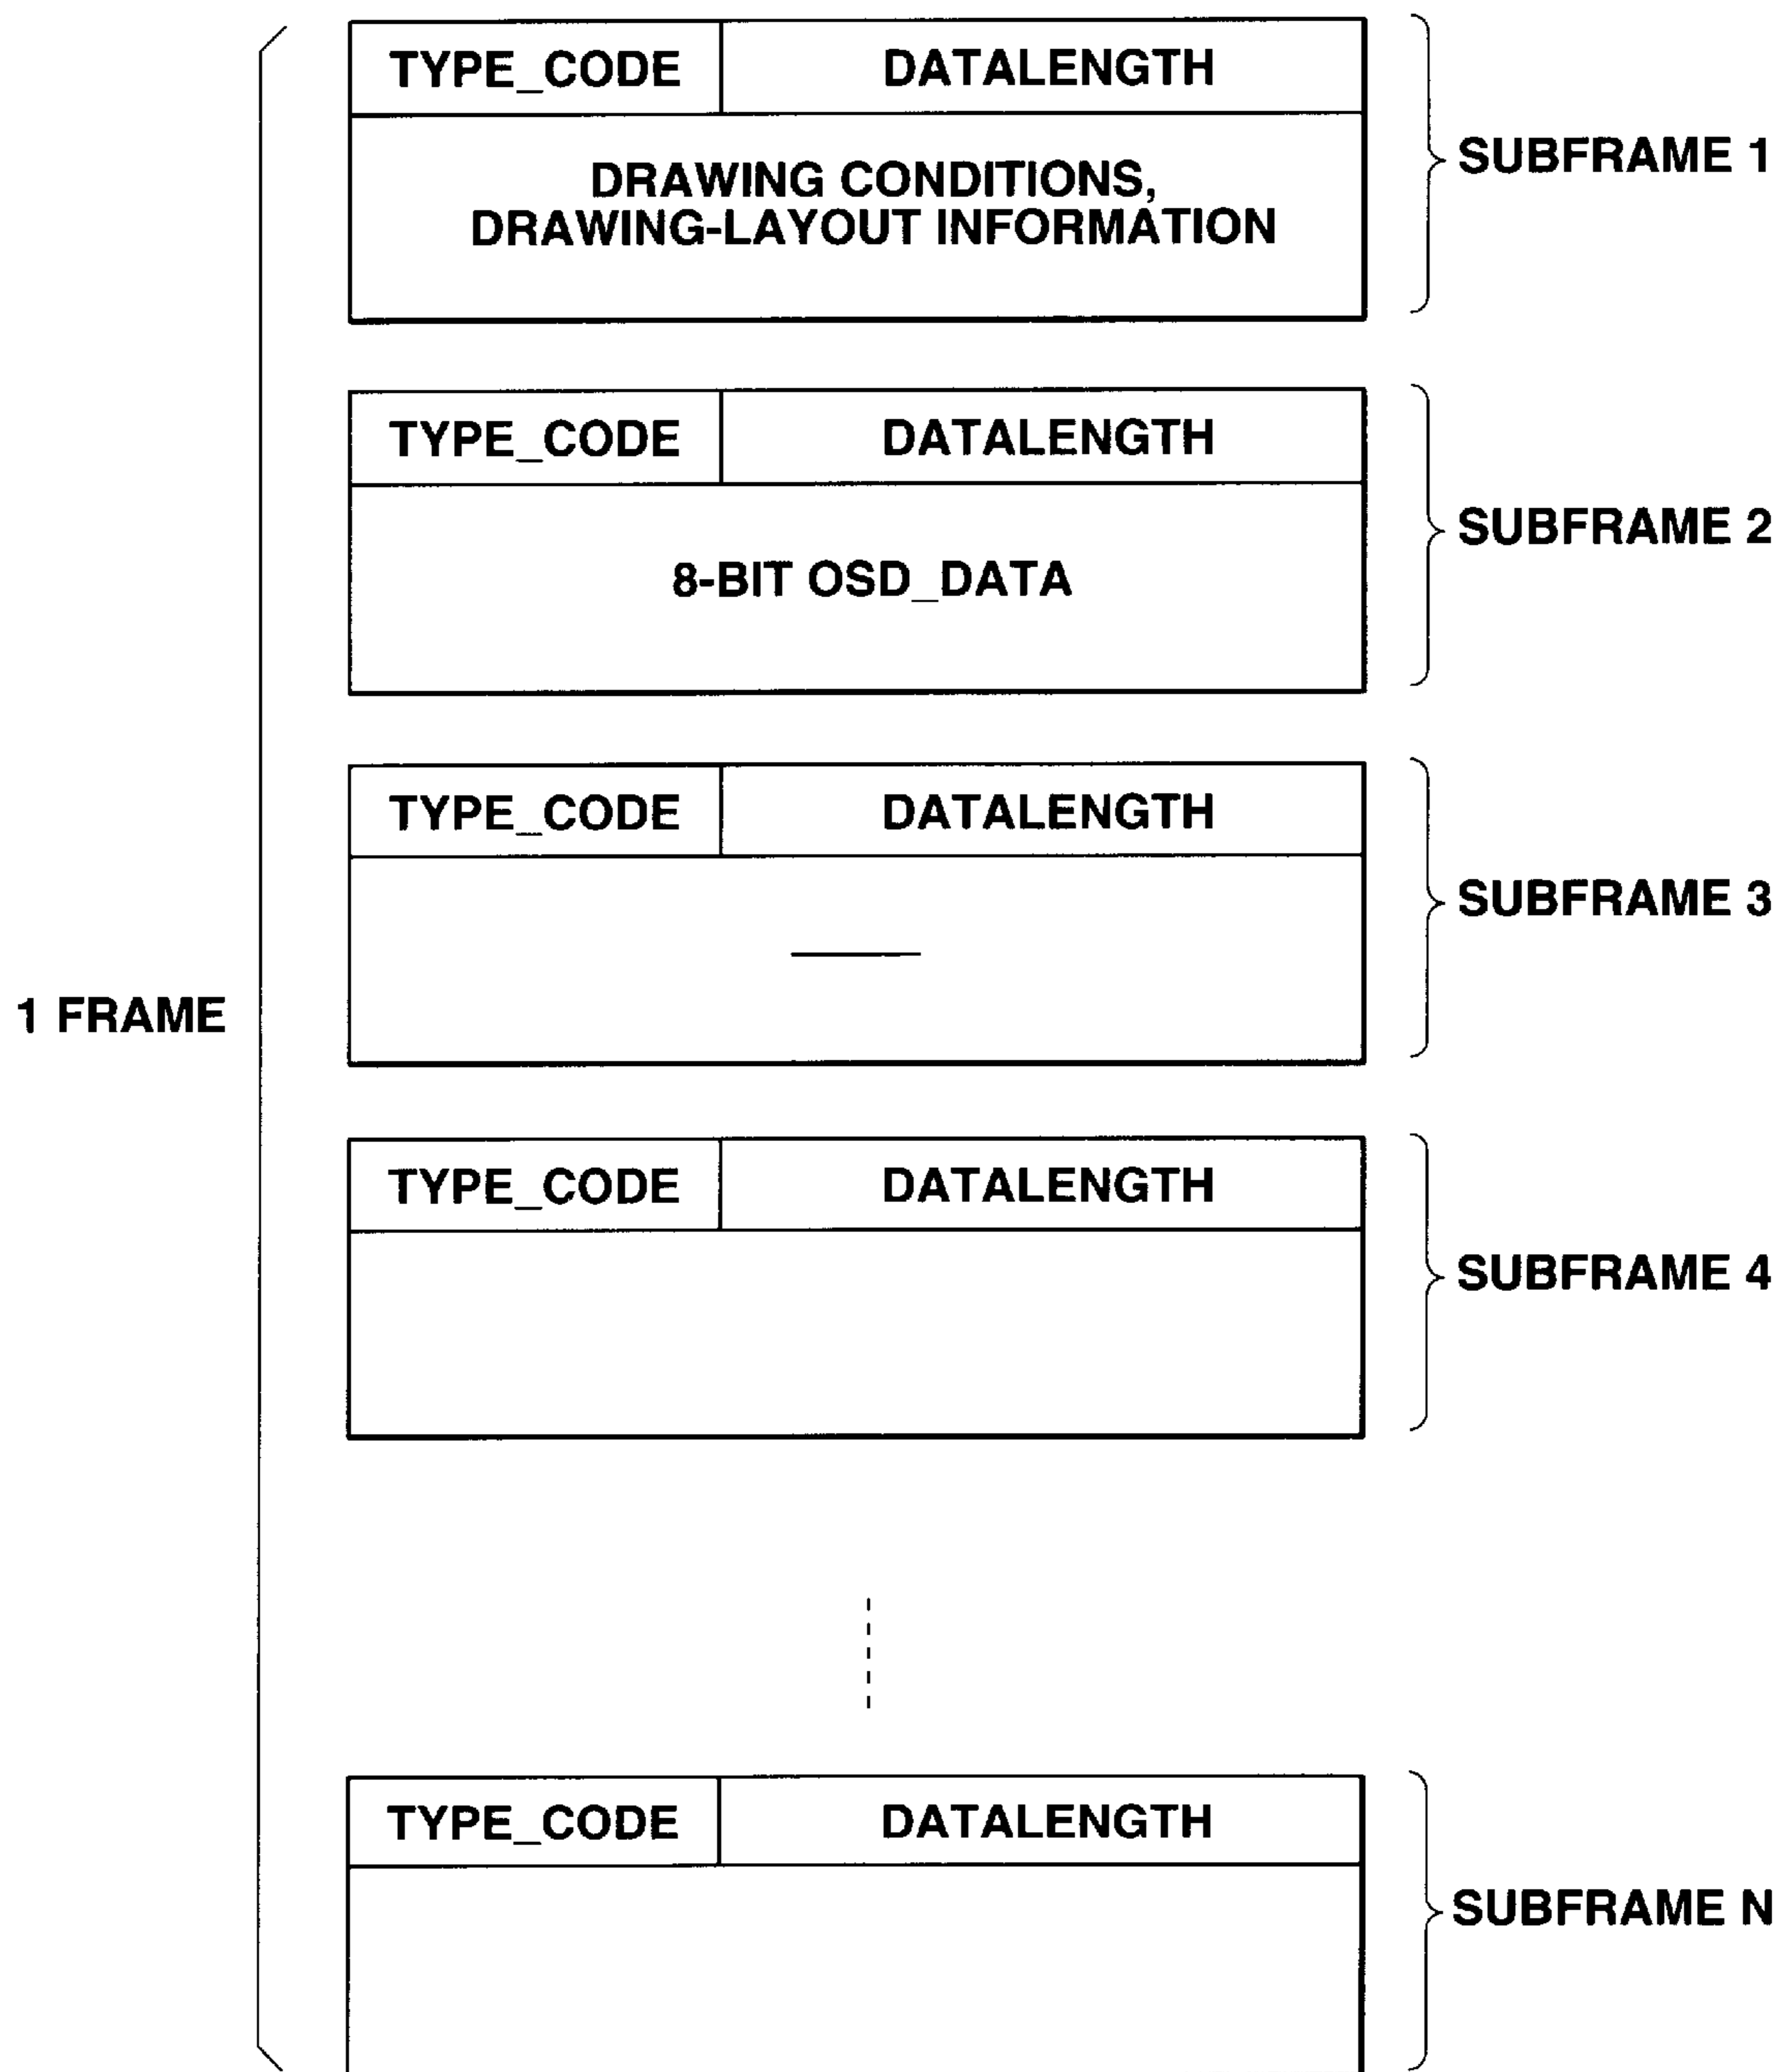 TYPE_CODE DATALENGTH
DRAWING CONDITIONS,
DRAWING-LAYOUT INFORMATION
SUBFRAME 1
TYPE_CODE DATALENGTH
8-BIT OSD_DATA
SUBFRAME 2
TYPE_CODE DATALENGTH
SUBFRAME 3
1 FRAME
TYPE_CODE DATALENGTH
SUBFRAME 4
TYPE_CODE DATALENGTH
SUBFRAME N